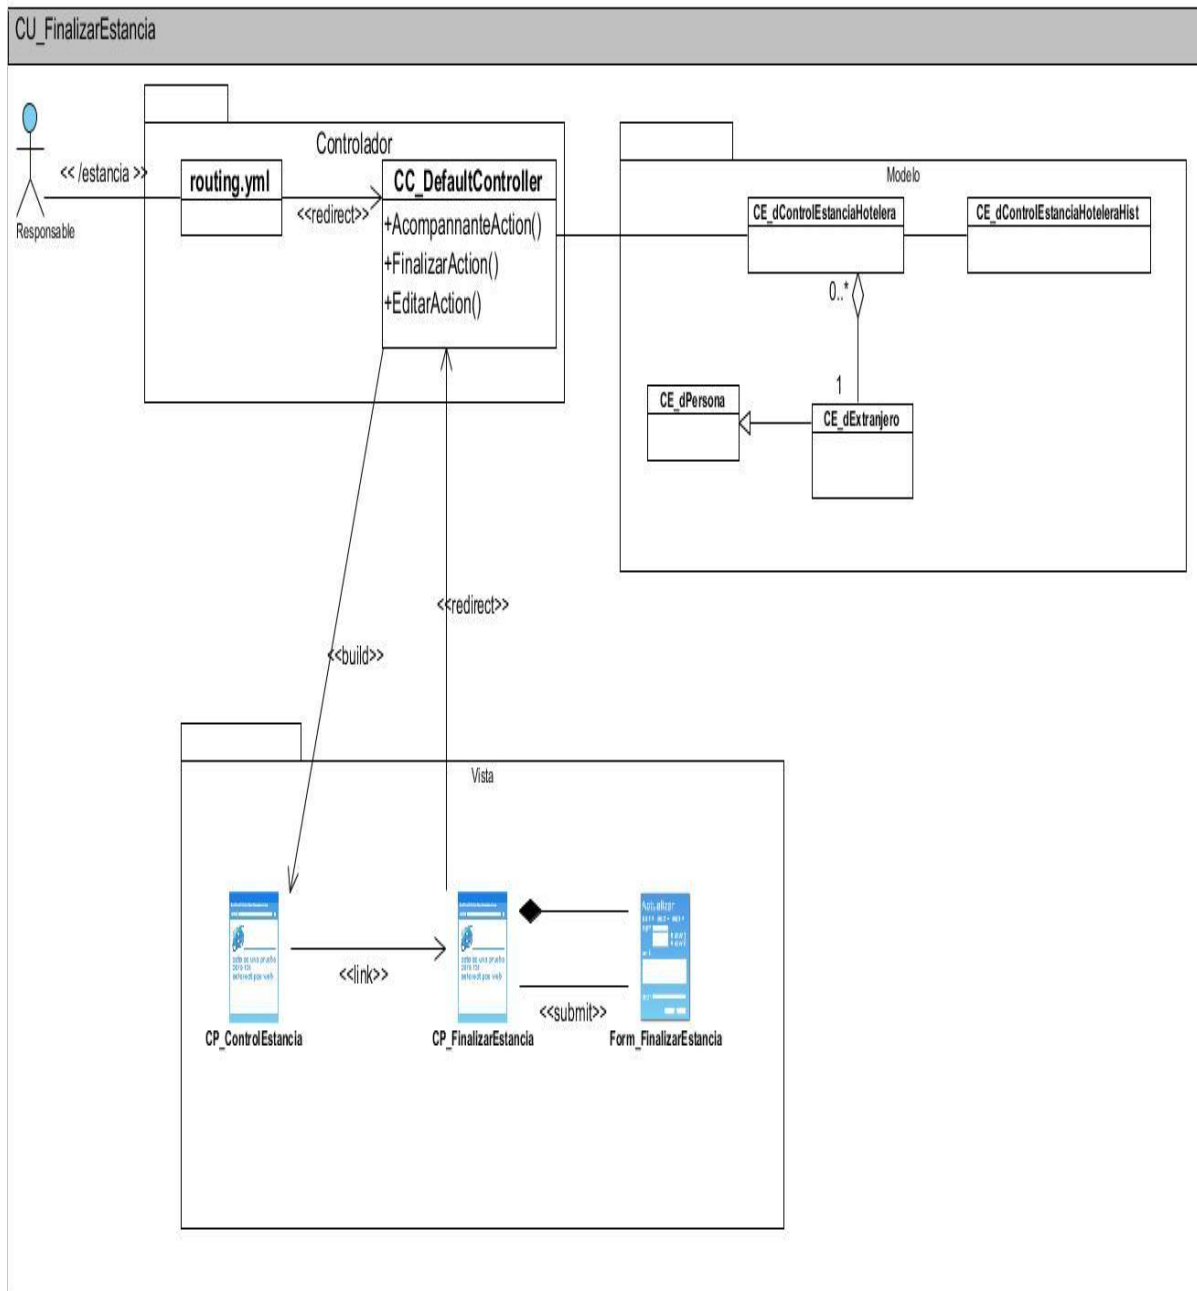 CU_FinalizarEstancia
Controlador
Modelo
<< /estancia >>
routing.yml
<<redirect>>
CC_DefaultController
+AcompannanteAction()
+FinalizarAction()
+EditarAction()
Responsable
CE_dControlEstanciaHotelera
CE_dControlEstanciaHoteleraHist
0..*
1
CE_dPersona
CE_dExtranjero
<<redirect>>
<<build>>
Vista
Actualizar
<<link>>
<<submit>>
CP_ControlEstancia
CP_FinalizarEstancia
Form_FinalizarEstancia